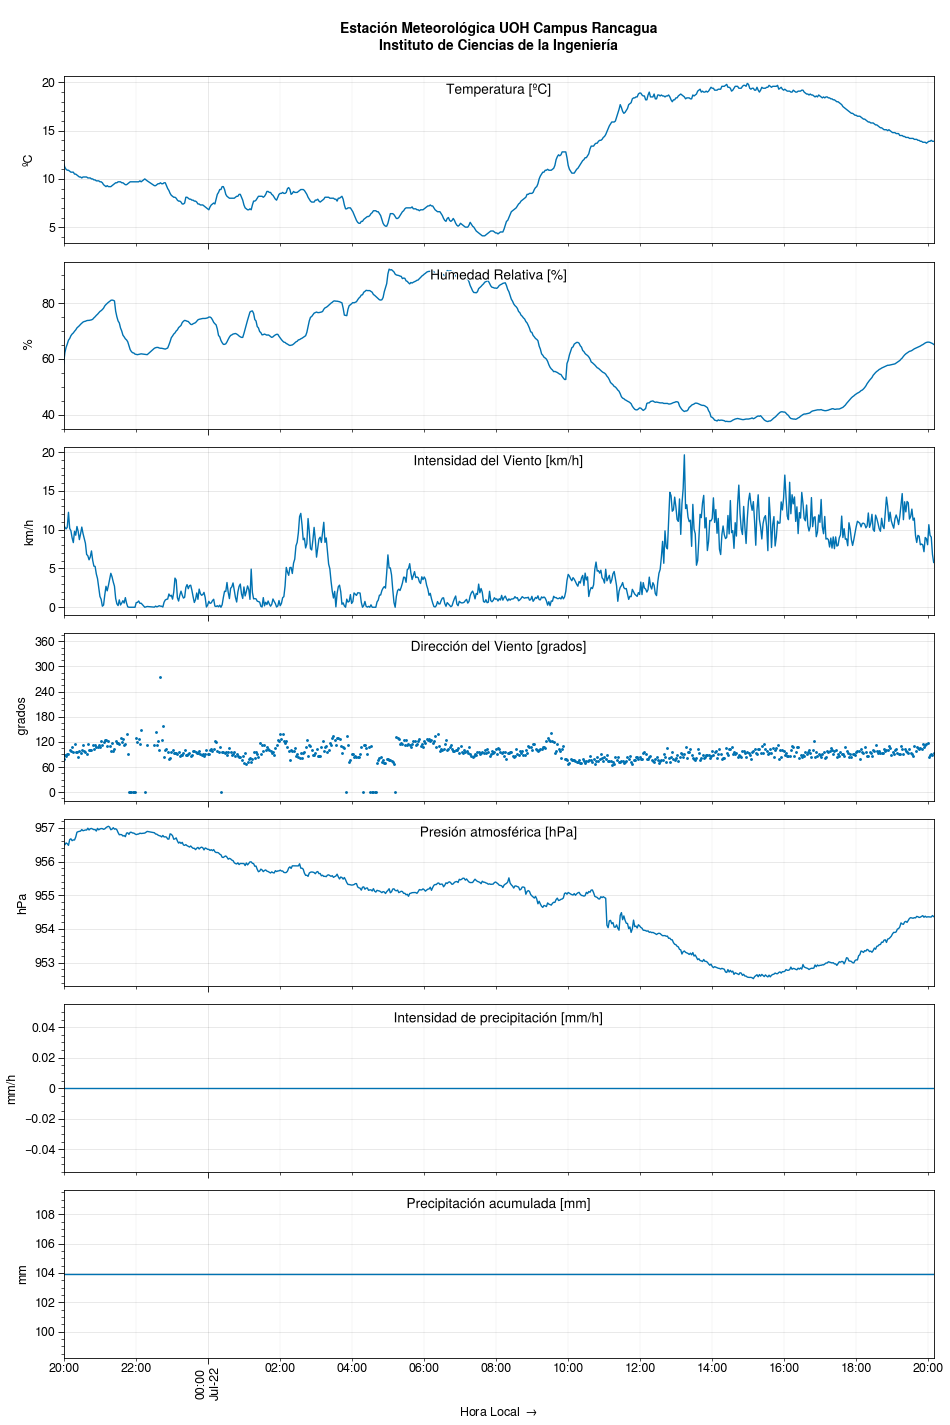 Estación Meteorológica UOH Campus Rancagua
Instituto de Ciencias de la Ingeniería
Temperatura [ºC]
20
15
10
5
ºC
Humedad Relativa [%]
80
60
40
%
Intensidad del Viento [km/h]
20
15
10
5
0
km/h
Dirección del Viento [grados]
360
300
240
180
120
60
0
grados
Presión atmosférica [hPa]
957
956
955
954
953
hPa
Intensidad de precipitación [mm/h]
0.04
0.02
0
−0.02
−0.04
mm/h
Precipitación acumulada [mm]
108
106
104
102
100
mm
20:00 22:00 00:00 02:00 04:00 06:00 08:00 10:00 12:00 14:00 16:00 18:00 20:00
Jul-22
Hora Local →